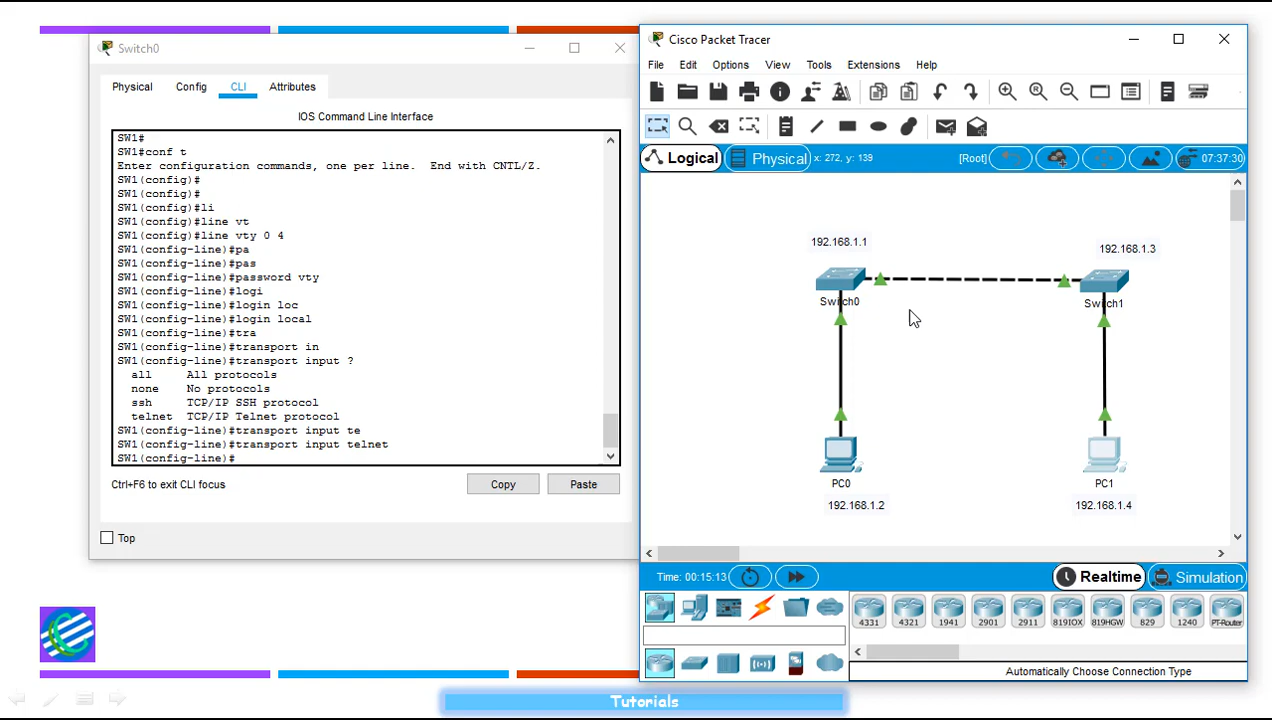 Switch0
Physical Config CLI Attributes
IOS Command Line Interface
SW1#
SW1#conf t
Enter configuration commands, one per line. End with CNTL/Z.
SW1(config)#
SW1(config)#
SW1(config)#li
SW1(config)#line vt
SW1(config)#line vty 0 4
SW1(config-line)#pa
SW1(config-line)#pas
SW1(config-line)#password vty
SW1(config-line)#logi
SW1(config-line)#login loc
SW1(config-line)#login local
SW1(config-line)#tra
SW1(config-line)#transport in
SW1(config-line)#transport input ?
all All protocols
none No protocols
ssh TCP/IP SSH protocol
telnet TCP/IP Telnet protocol
SW1(config-line)#transport input te
SW1(config-line)#transport input telnet
SW1(config-line)#
Ctrl+F6 to exit CLI focus
Copy Paste
Top
Cisco Packet Tracer
File Edit Options View Tools Extensions Help
Logical Physical x: 272, y: 139 [Root] 07:37:30
192.168.1.1
192.168.1.3
Switch0
Switch1
PC0
PC1
192.168.1.2
192.168.1.4
Time: 00:15:13
Realtime Simulation
4331 4321 1941 2901 2911 819IOX 819HGW 829 1240 PT-Router
Automatically Choose Connection Type
Tutorials